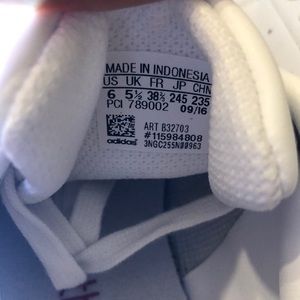 MADE IN INDONESIA
US UK FR JP CHN
6 5½ 38⅔ 245 235
PCI 789002 09/16
ART B32703
#115984808
adidas 3NGC255N00963